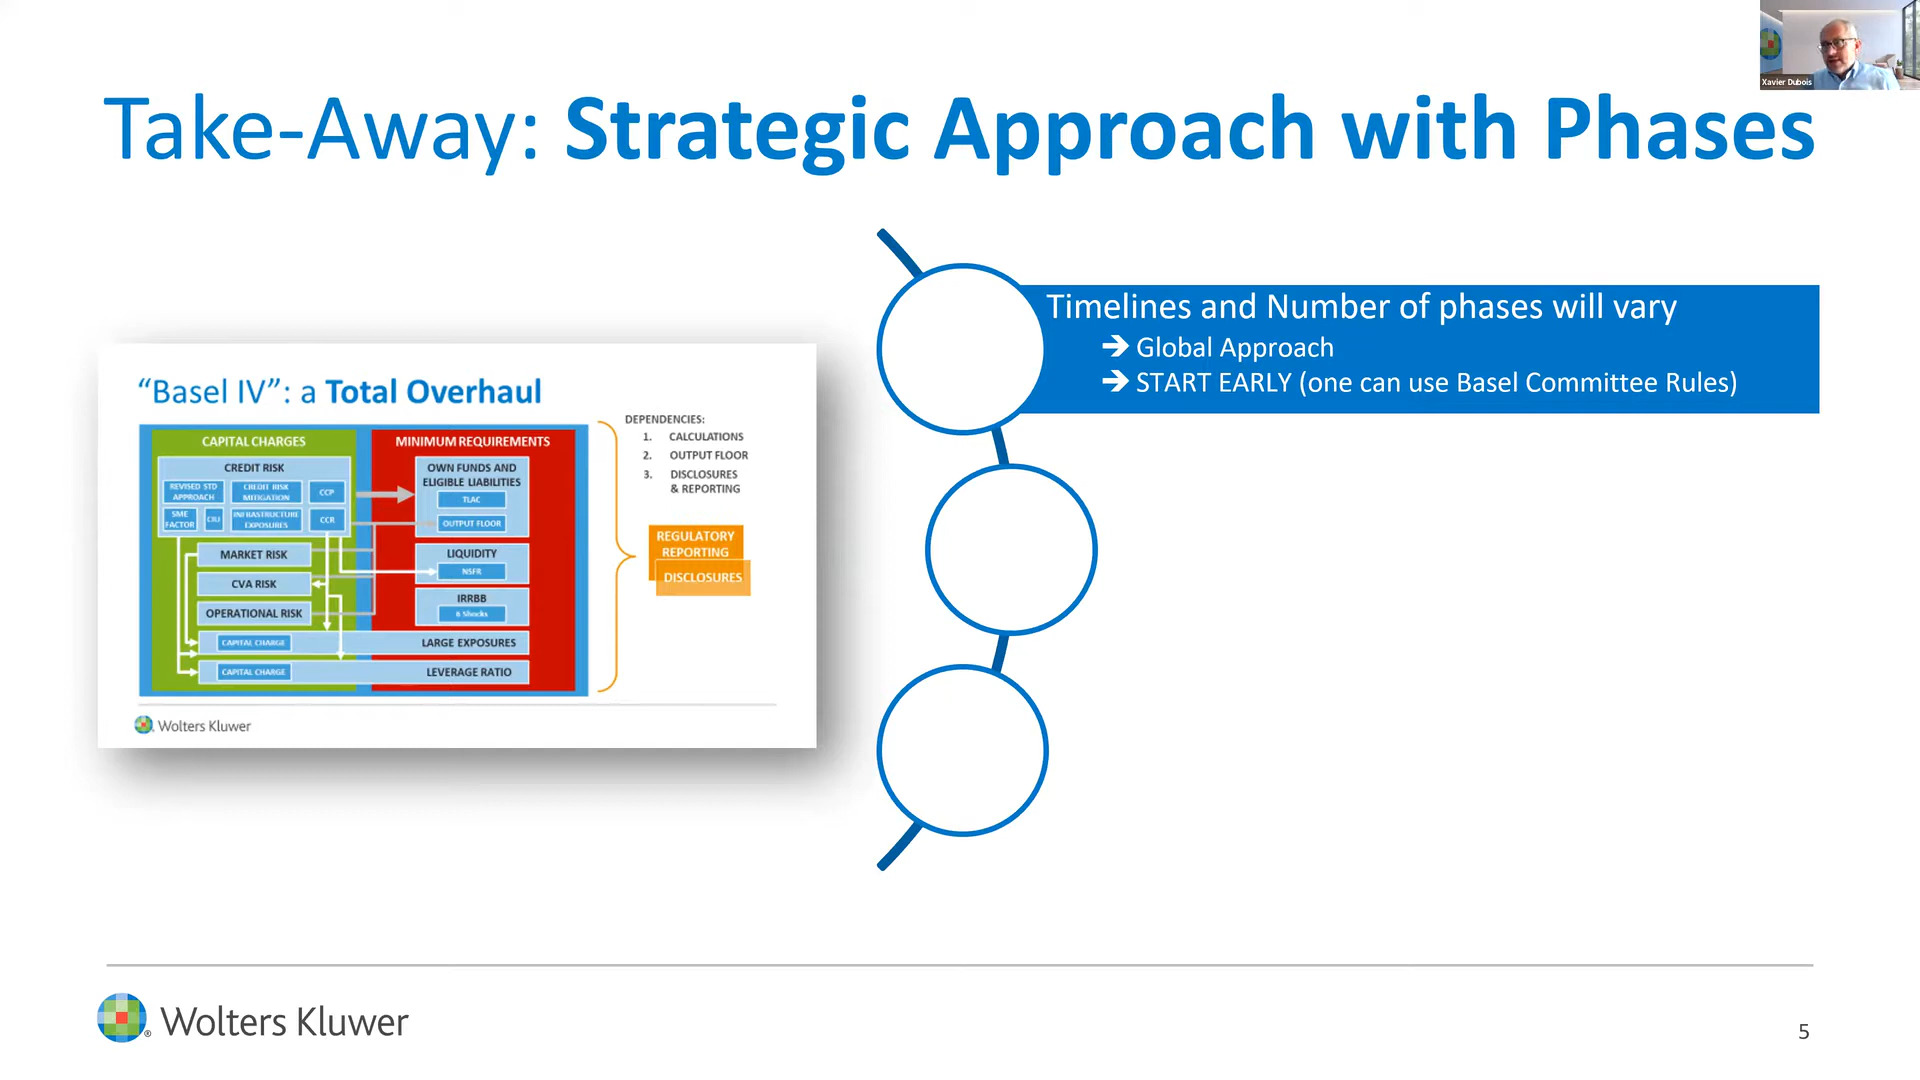 Xavier Dubois
Take-Away: Strategic Approach with Phases
“Basel IV”: a Total Overhaul
CAPITAL CHARGES
CREDIT RISK
REVISED STD
APPROACH
CREDIT RISK
MITIGATION
CCP
SME
FACTOR
CIU
INFRASTRUCTURE
EXPOSURES
CCR
MARKET RISK
CVA RISK
OPERATIONAL RISK
CAPITAL CHARGE
CAPITAL CHARGE
MINIMUM REQUIREMENTS
OWN FUNDS AND
ELIGIBLE LIABILITIES
TLAC
OUTPUT FLOOR
LIQUIDITY
NSFR
IRRBB
6 Shocks
LARGE EXPOSURES
LEVERAGE RATIO
DEPENDENCIES:
1. CALCULATIONS
2. OUTPUT FLOOR
3. DISCLOSURES
& REPORTING
REGULATORY
REPORTING
DISCLOSURES
Wolters Kluwer
Timelines and Number of phases will vary
➔ Global Approach
➔ START EARLY (one can use Basel Committee Rules)
Wolters Kluwer
5